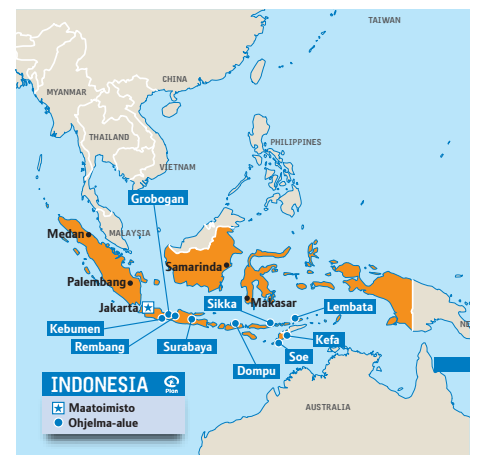 TAIWAN
CHINA
MYANMAR
THAILAND
PHILIPPINES
VIETNAM
Grobogan
Medan
MALAYSIA
Samarinda
Palembang
Jakarta
Sikka
Makasar
Lembata
Kebumen
Rembang
Surabaya
Kefa
Soe
Dompu
NE
INDONESIA
Plan
Maatoimisto
Ohjelma-alue
AUSTRALIA